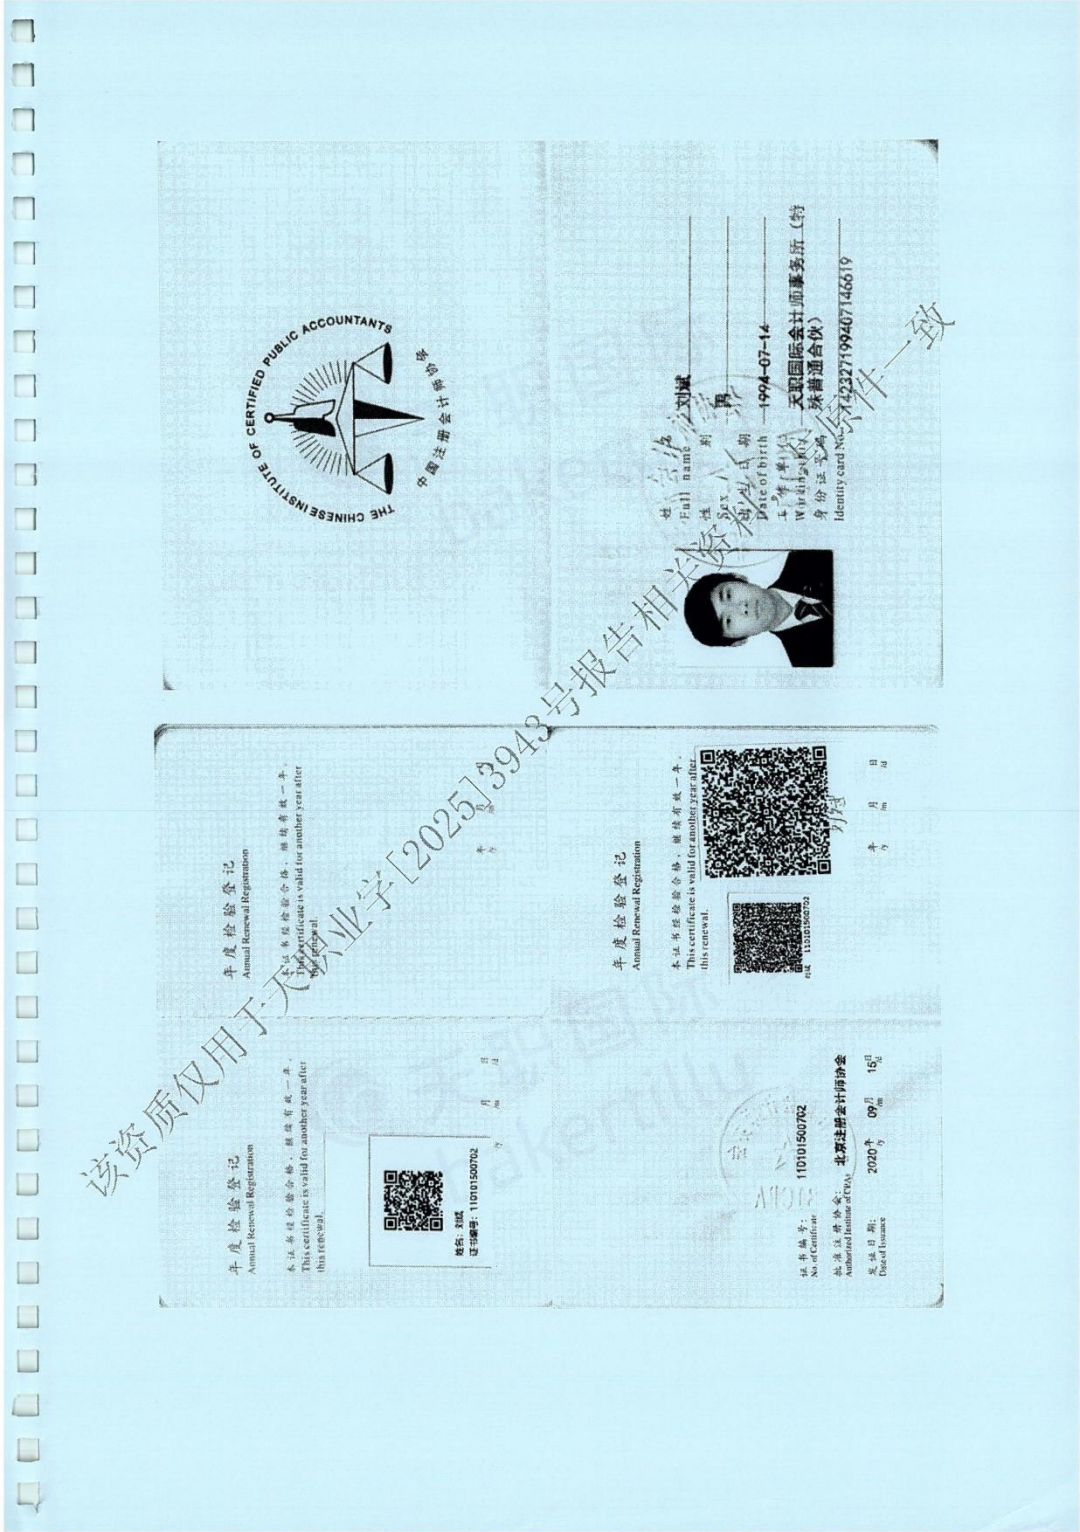 THE CHINESE INSTITUTE OF CERTIFIED PUBLIC ACCOUNTANTS
中国注册会计师协会
姓名 刘斌
Full name
性别 男
Sex
出生日期 1994-07-14
Date of birth
工作单位 天职国际会计师事务所（特
Working unit 殊普通合伙）
身份证号码
Identity card No. 142327199407146619
年度检验登记
Annual Renewal Registration
本证书经检验合格，继续有效一年。
This certificate is valid for another year after
this renewal.
年 月 日
/y /m /d
年度检验登记
Annual Renewal Registration
本证书经检验合格，继续有效一年。
This certificate is valid for another year after
this renewal.
110101500702
年 月 日
/y /m /d
年度检验登记
Annual Renewal Registration
本证书经检验合格，继续有效一年。
This certificate is valid for another year after
this renewal.
姓名：刘斌
证书编号：110101500702
月 日
/y /m /d
证书编号： 110101500702
No. of Certificate
批准注册协会： 北京注册会计师协会
Authorized Institute of CPAs
发证日期： 2020年 09月 15日
Date of Issuance /y /m /d
该资质仅用于天职业字[2025]3943号报告相关资料，与原件一致